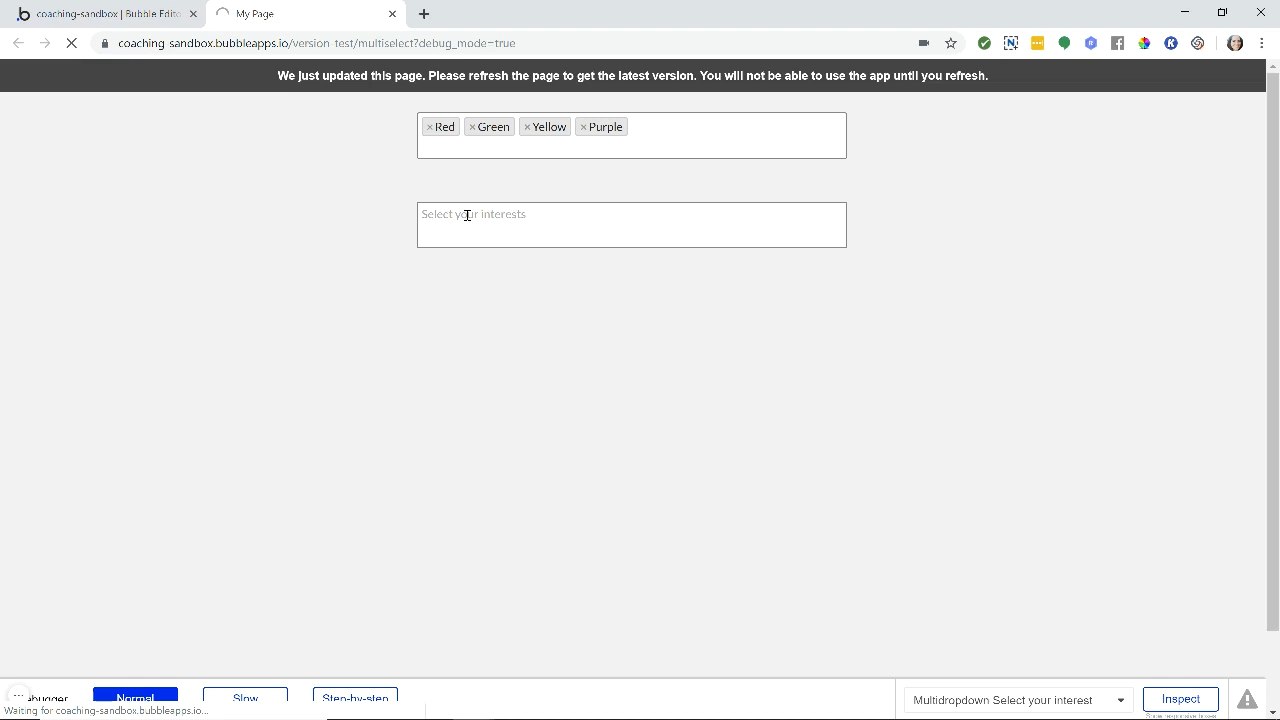 coaching-sandbox | Bubble Edito
My Page
coaching-sandbox.bubbleapps.io/version-test/multiselect?debug_mode=true
We just updated this page. Please refresh the page to get the latest version. You will not be able to use the app until you refresh.
×Red ×Green ×Yellow ×Purple
Select your interests
Normal Slow Step-by-step
Multidropdown Select your interest
Inspect
Show responsive boxes
Waiting for coaching-sandbox.bubbleapps.io...